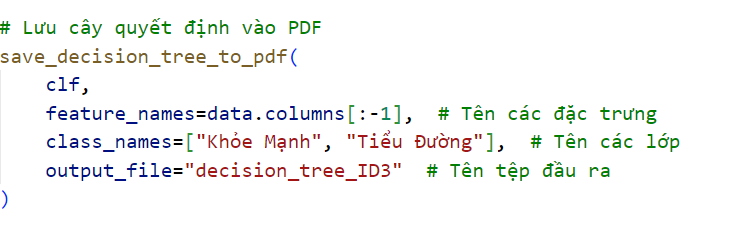 # Lưu cây quyết định vào PDF
save_decision_tree_to_pdf(
    clf,
    feature_names=data.columns[:-1],  # Tên các đặc trưng
    class_names=["Khỏe Mạnh", "Tiểu Đường"],  # Tên các lớp
    output_file="decision_tree_ID3"  # Tên tệp đầu ra
)